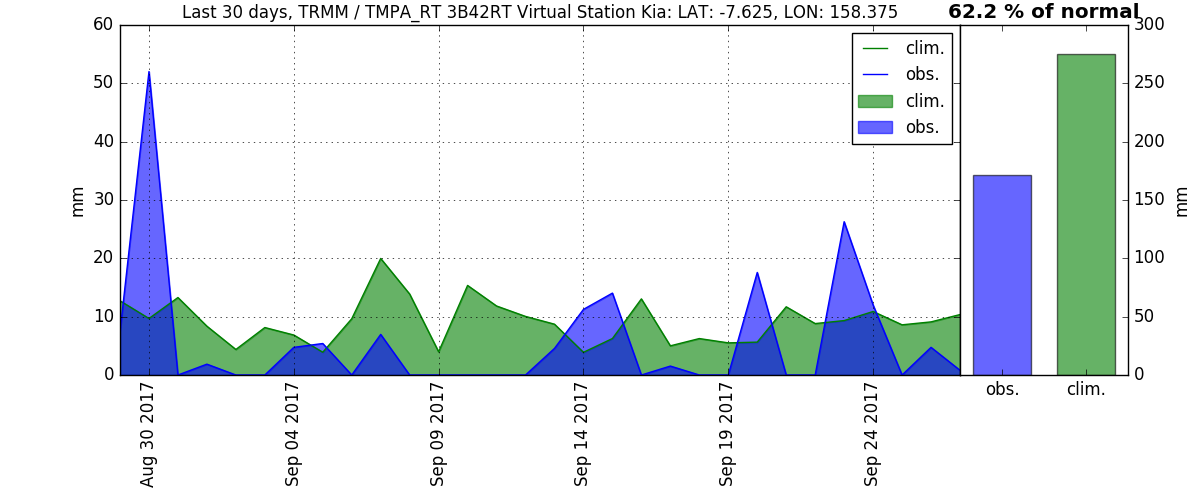 Last 30 days, TRMM / TMPA_RT 3B42RT Virtual Station Kia: LAT: -7.625, LON: 158.375
62.2 % of normal
60
50
40
30
20
10
0
mm
clim.
obs.
clim.
obs.
Aug 30 2017
Sep 04 2017
Sep 09 2017
Sep 14 2017
Sep 19 2017
Sep 24 2017
300
250
200
150
100
50
0
mm
obs.
clim.